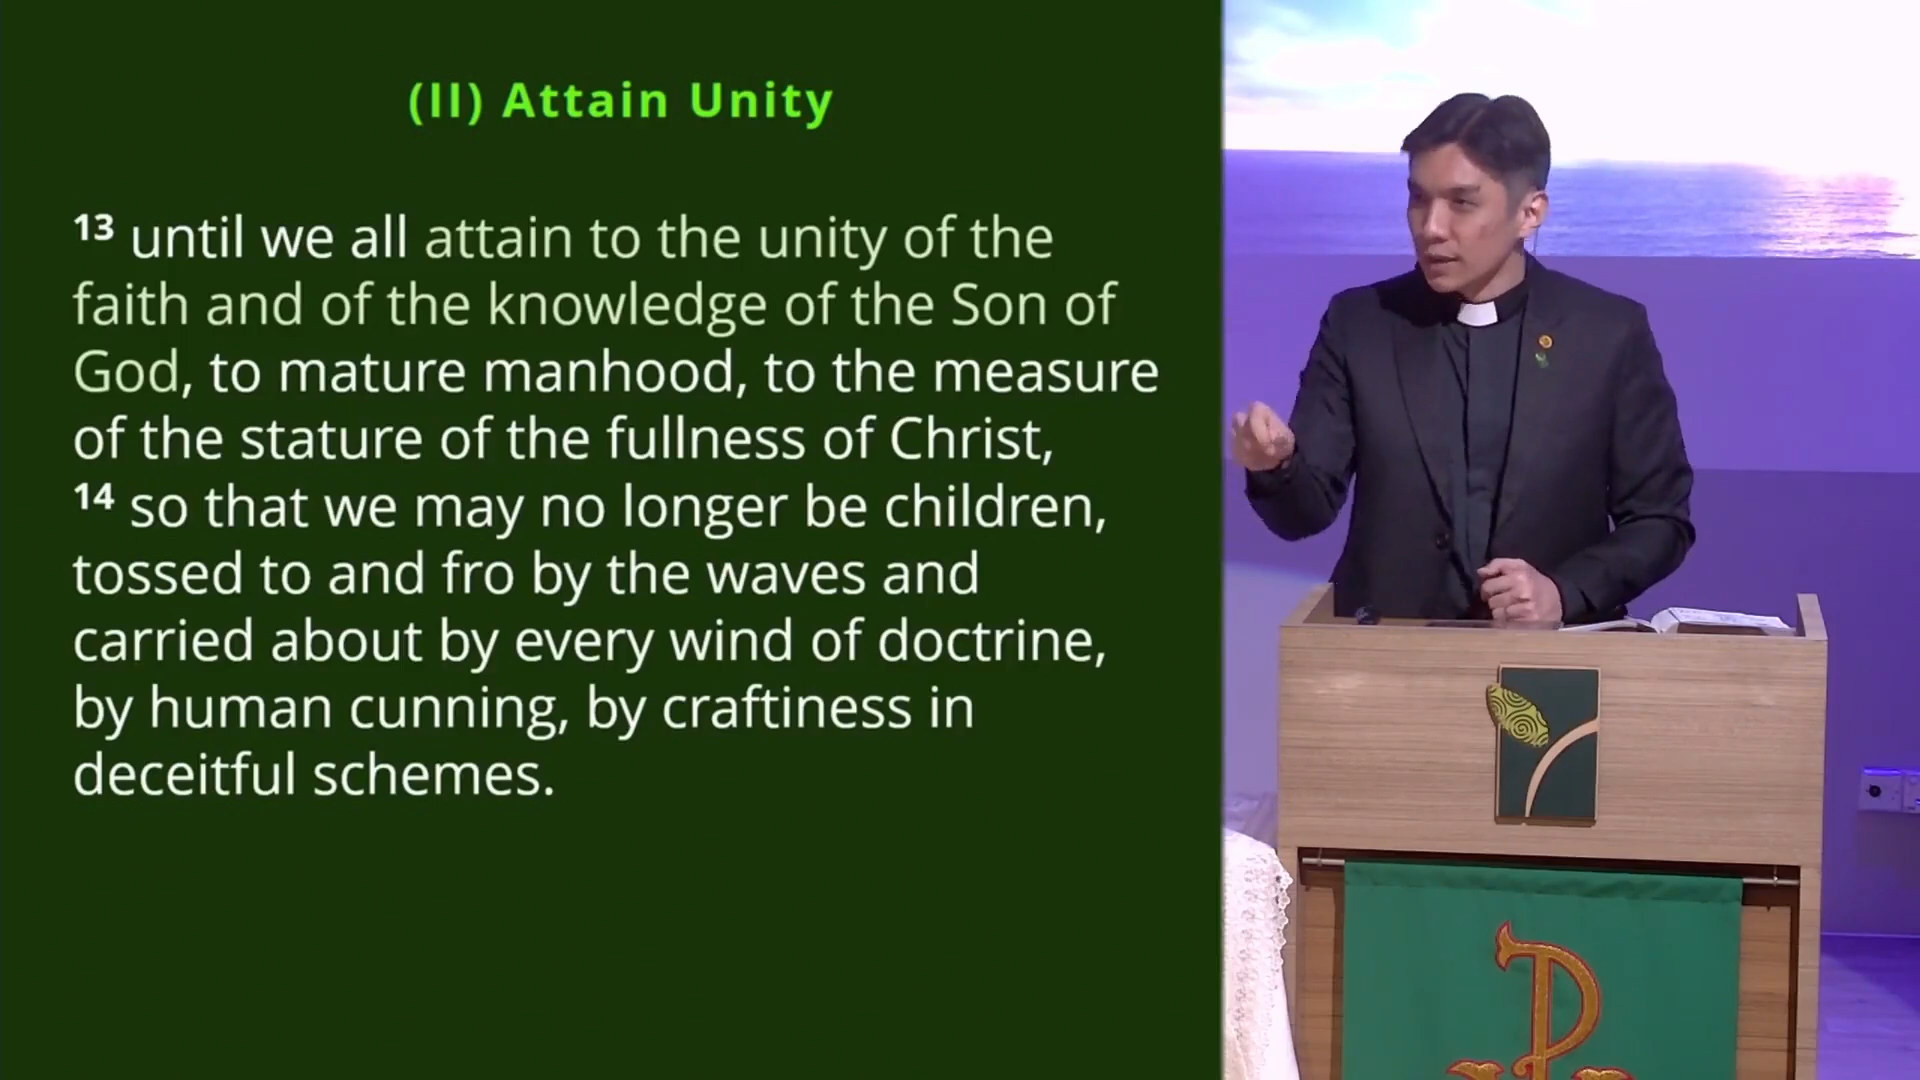 (II) Attain Unity
13 until we all attain to the unity of the
faith and of the knowledge of the Son of
God, to mature manhood, to the measure
of the stature of the fullness of Christ,
14 so that we may no longer be children,
tossed to and fro by the waves and
carried about by every wind of doctrine,
by human cunning, by craftiness in
deceitful schemes.